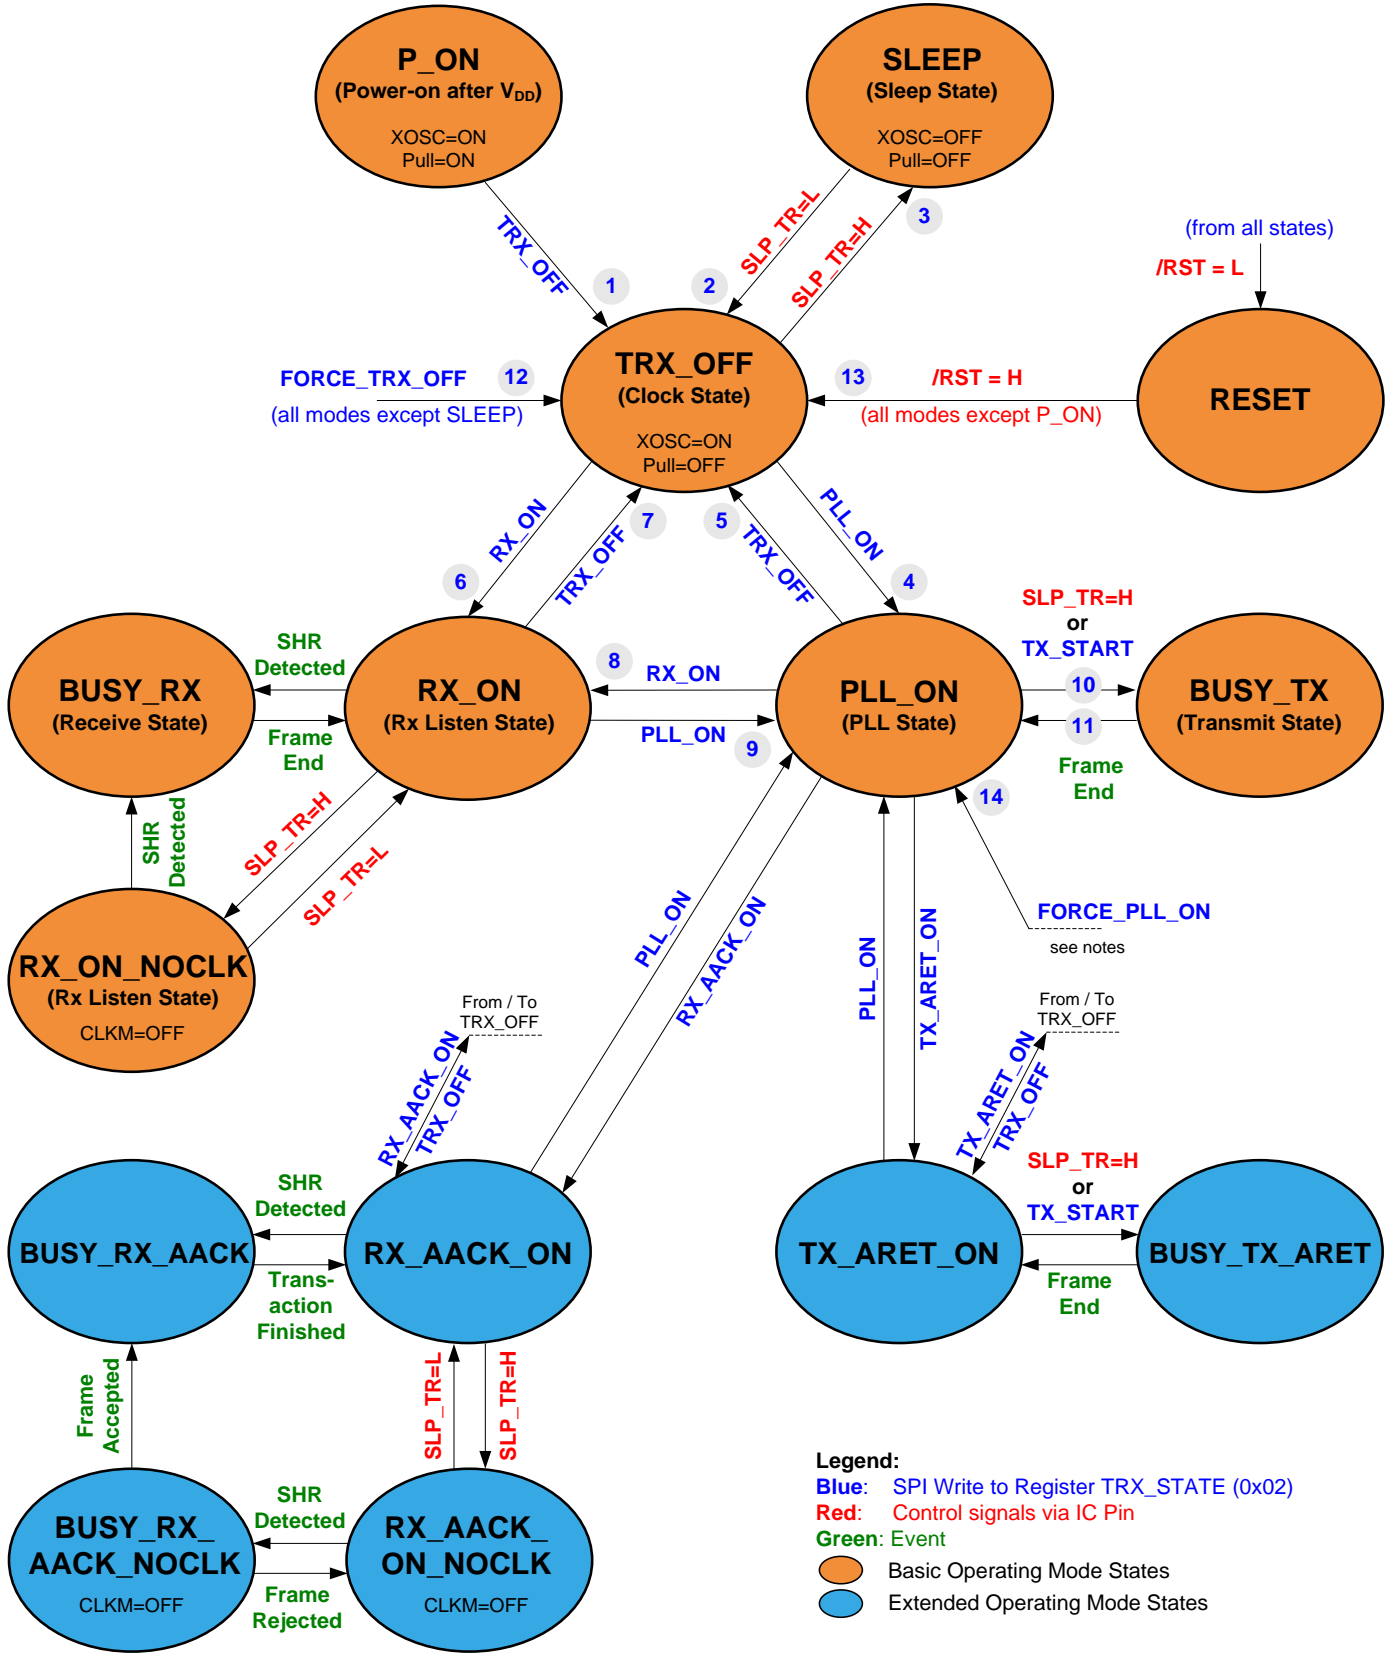 P_ON
(Power-on after VDD)
XOSC=ON
Pull=ON
SLEEP
(Sleep State)
XOSC=OFF
Pull=OFF
TRX_OFF
1
SLP_TR=L
2
SLP_TR=H
3
(from all states)
/RST = L
TRX_OFF
(Clock State)
XOSC=ON
Pull=OFF
FORCE_TRX_OFF
12
(all modes except SLEEP)
13
/RST = H
(all modes except P_ON)
RESET
RX_ON
6
TRX_OFF
7
5
TRX_OFF
PLL_ON
4
BUSY_RX
(Receive State)
SHR
Detected
Frame
End
RX_ON
(Rx Listen State)
8
RX_ON
PLL_ON
9
PLL_ON
(PLL State)
SLP_TR=H
or
TX_START
10
11
Frame
End
BUSY_TX
(Transmit State)
SHR
Detected
SLP_TR=H
SLP_TR=L
14
FORCE_PLL_ON
see notes
RX_ON_NOCLK
(Rx Listen State)
CLKM=OFF
PLL_ON
RX_AACK_ON
PLL_ON
TX_ARET_ON
From / To
TRX_OFF
RX_AACK_ON
TRX_OFF
From / To
TRX_OFF
TX_ARET_ON
TRX_OFF
BUSY_RX_AACK
SHR
Detected
Trans-
action
Finished
RX_AACK_ON
TX_ARET_ON
SLP_TR=H
or
TX_START
Frame
End
BUSY_TX_ARET
Frame
Accepted
SLP_TR=L
SLP_TR=H
BUSY_RX_
AACK_NOCLK
CLKM=OFF
SHR
Detected
Frame
Rejected
RX_AACK_
ON_NOCLK
CLKM=OFF
Legend:
Blue: SPI Write to Register TRX_STATE (0x02)
Red: Control signals via IC Pin
Green: Event
Basic Operating Mode States
Extended Operating Mode States